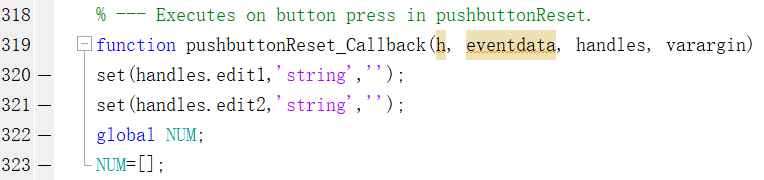 318 % --- Executes on button press in pushbuttonReset.
319 function pushbuttonReset_Callback(h, eventdata, handles, varargin)
320 — set(handles.edit1,'string','');
321 — set(handles.edit2,'string','');
322 — global NUM;
323 — NUM=[];